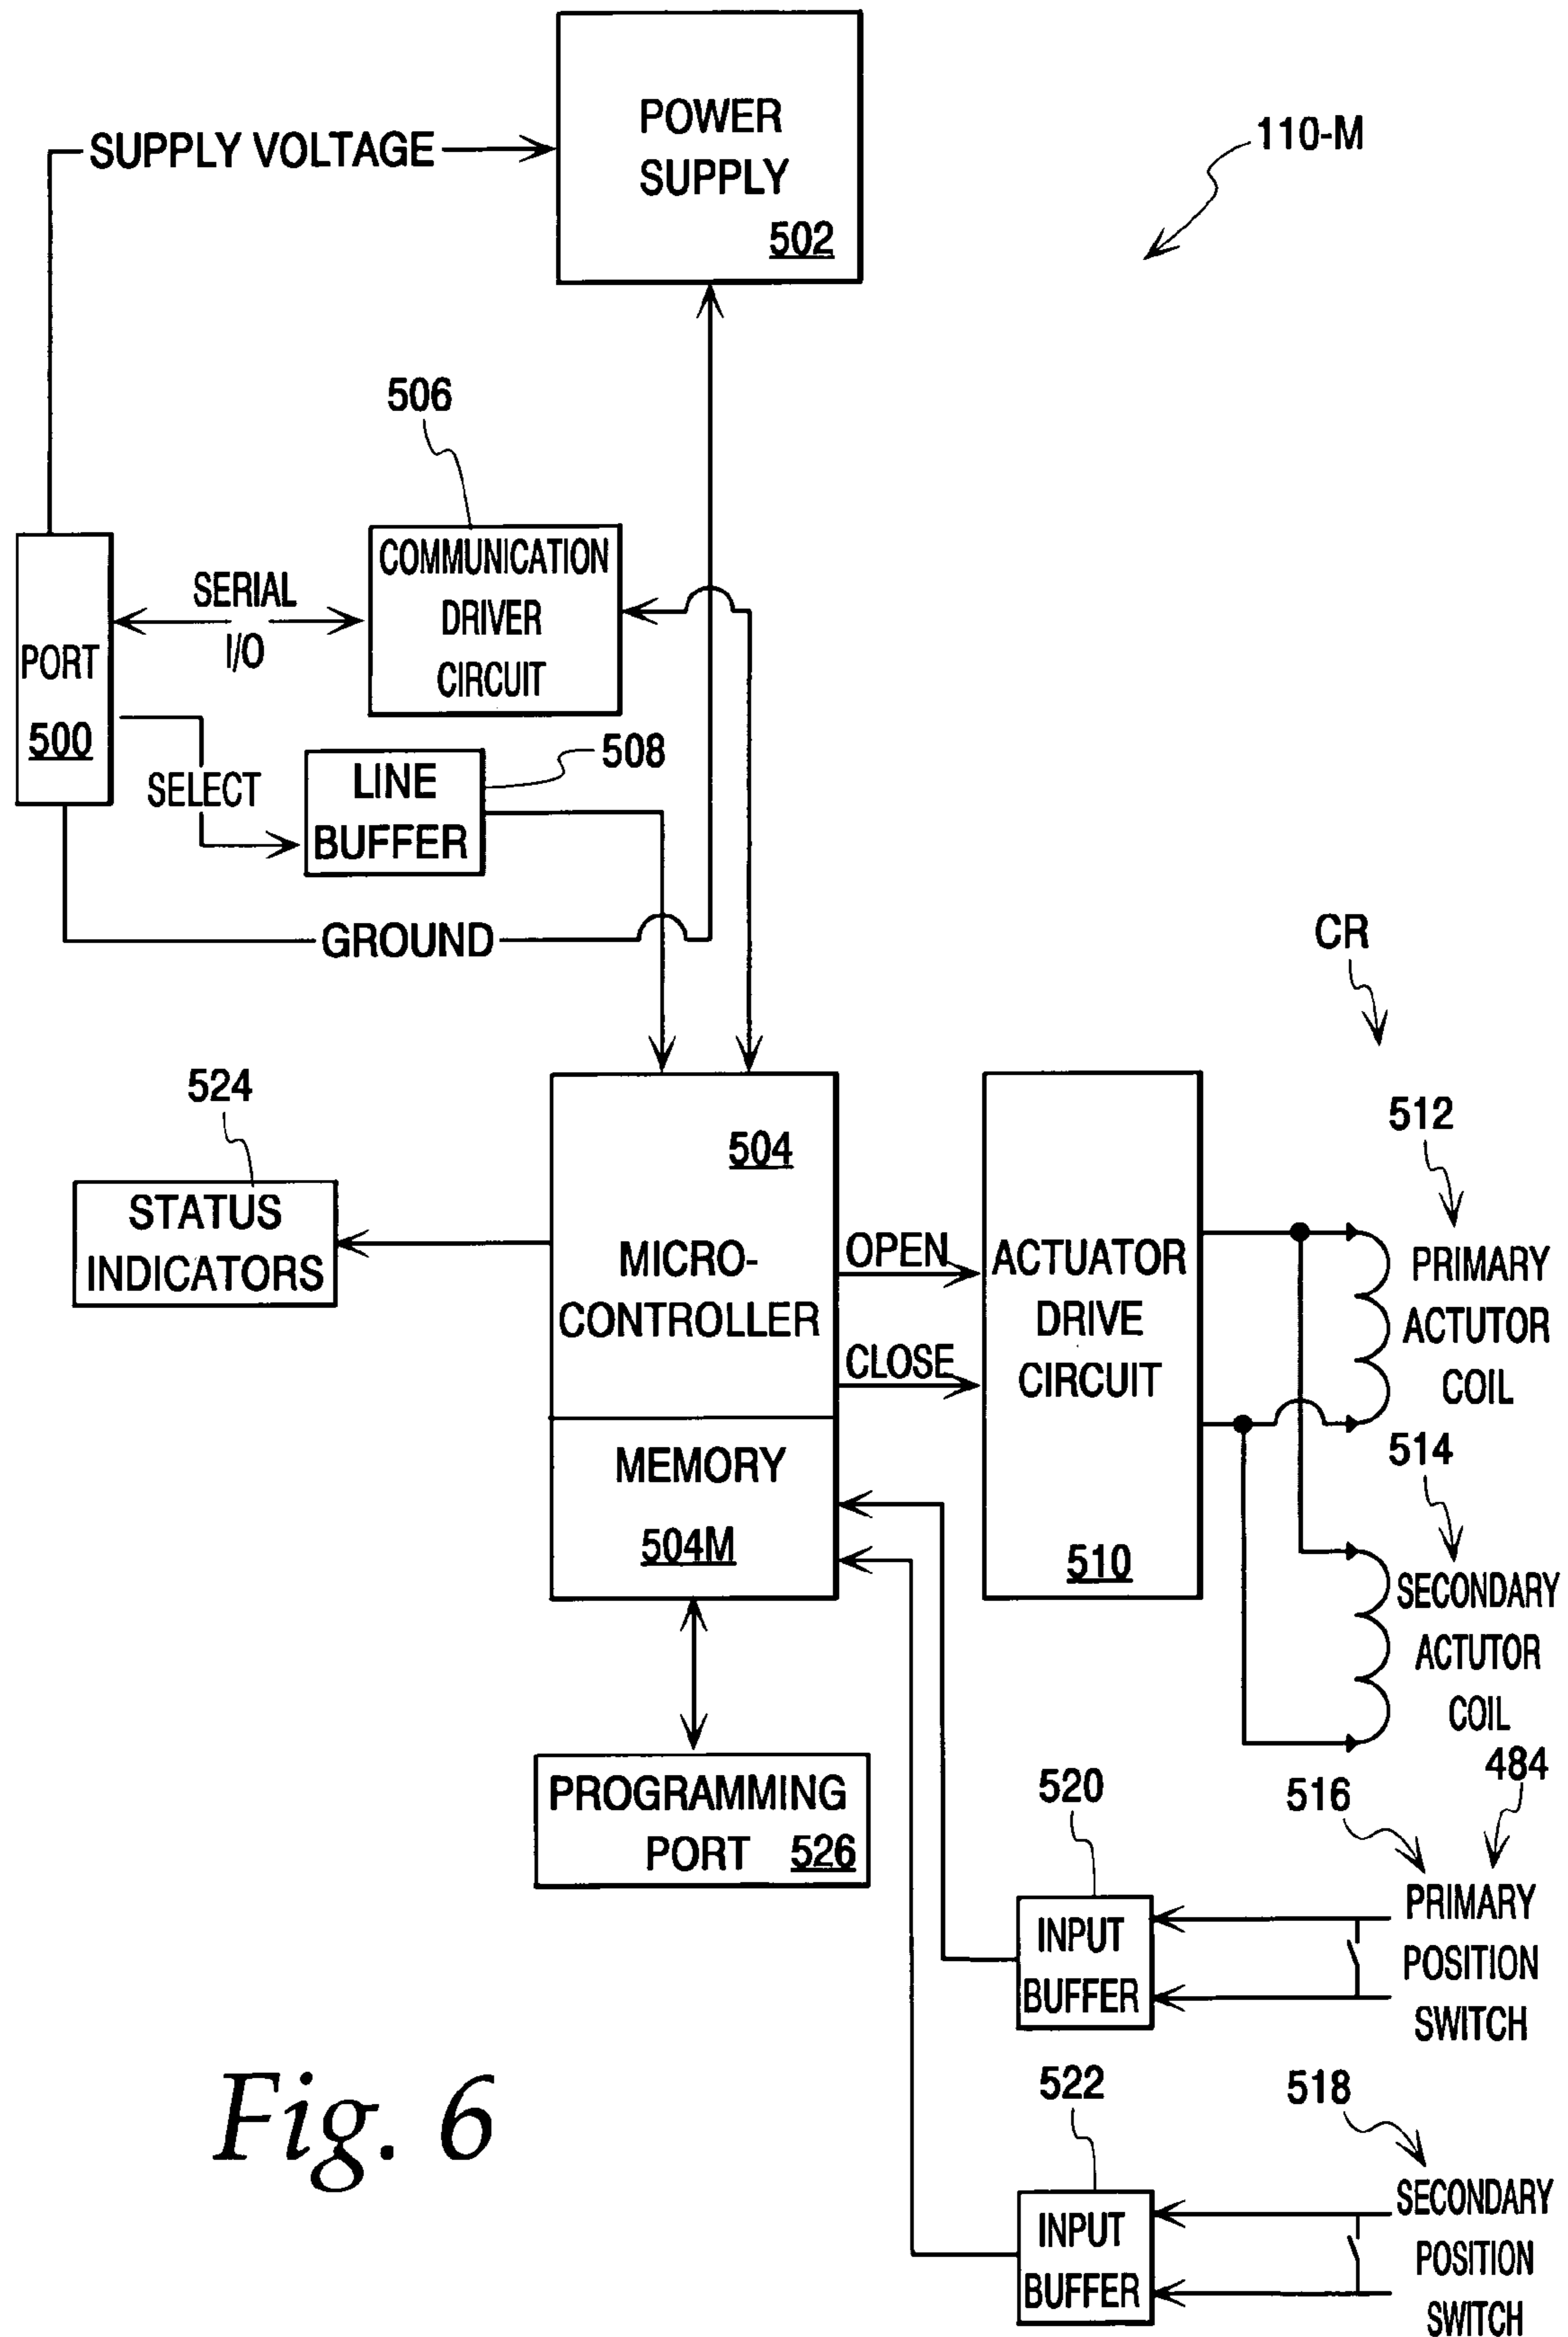 POWER
SUPPLY
502
SUPPLY VOLTAGE
110-M
506
COMMUNICATION
DRIVER
CIRCUIT
SERIAL
I/O
PORT
500
508
SELECT
LINE
BUFFER
GROUND
CR
524
STATUS
INDICATORS
504
MICRO-
CONTROLLER
OPEN
CLOSE
MEMORY
504M
ACTUATOR
DRIVE
CIRCUIT
510
512
PRIMARY
ACTUTOR
COIL
514
SECONDARY
ACTUTOR
COIL
PROGRAMMING
PORT 526
520
INPUT
BUFFER
516
484
PRIMARY
POSITION
SWITCH
522
INPUT
BUFFER
518
SECONDARY
POSITION
SWITCH
Fig. 6